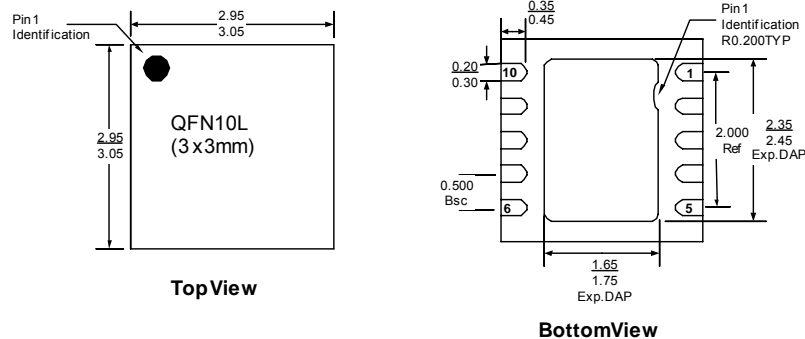 Pin1
Identification
2.95
3.05
2.95
3.05
QFN10L
(3x3mm)
TopView
0.35
0.45
Pin1
Identification
R0.200TYP
0.20
0.30
10
1
2.000
Ref
2.35
2.45
Exp.DAP
0.500
Bsc
6
5
1.65
1.75
Exp.DAP
BottomView